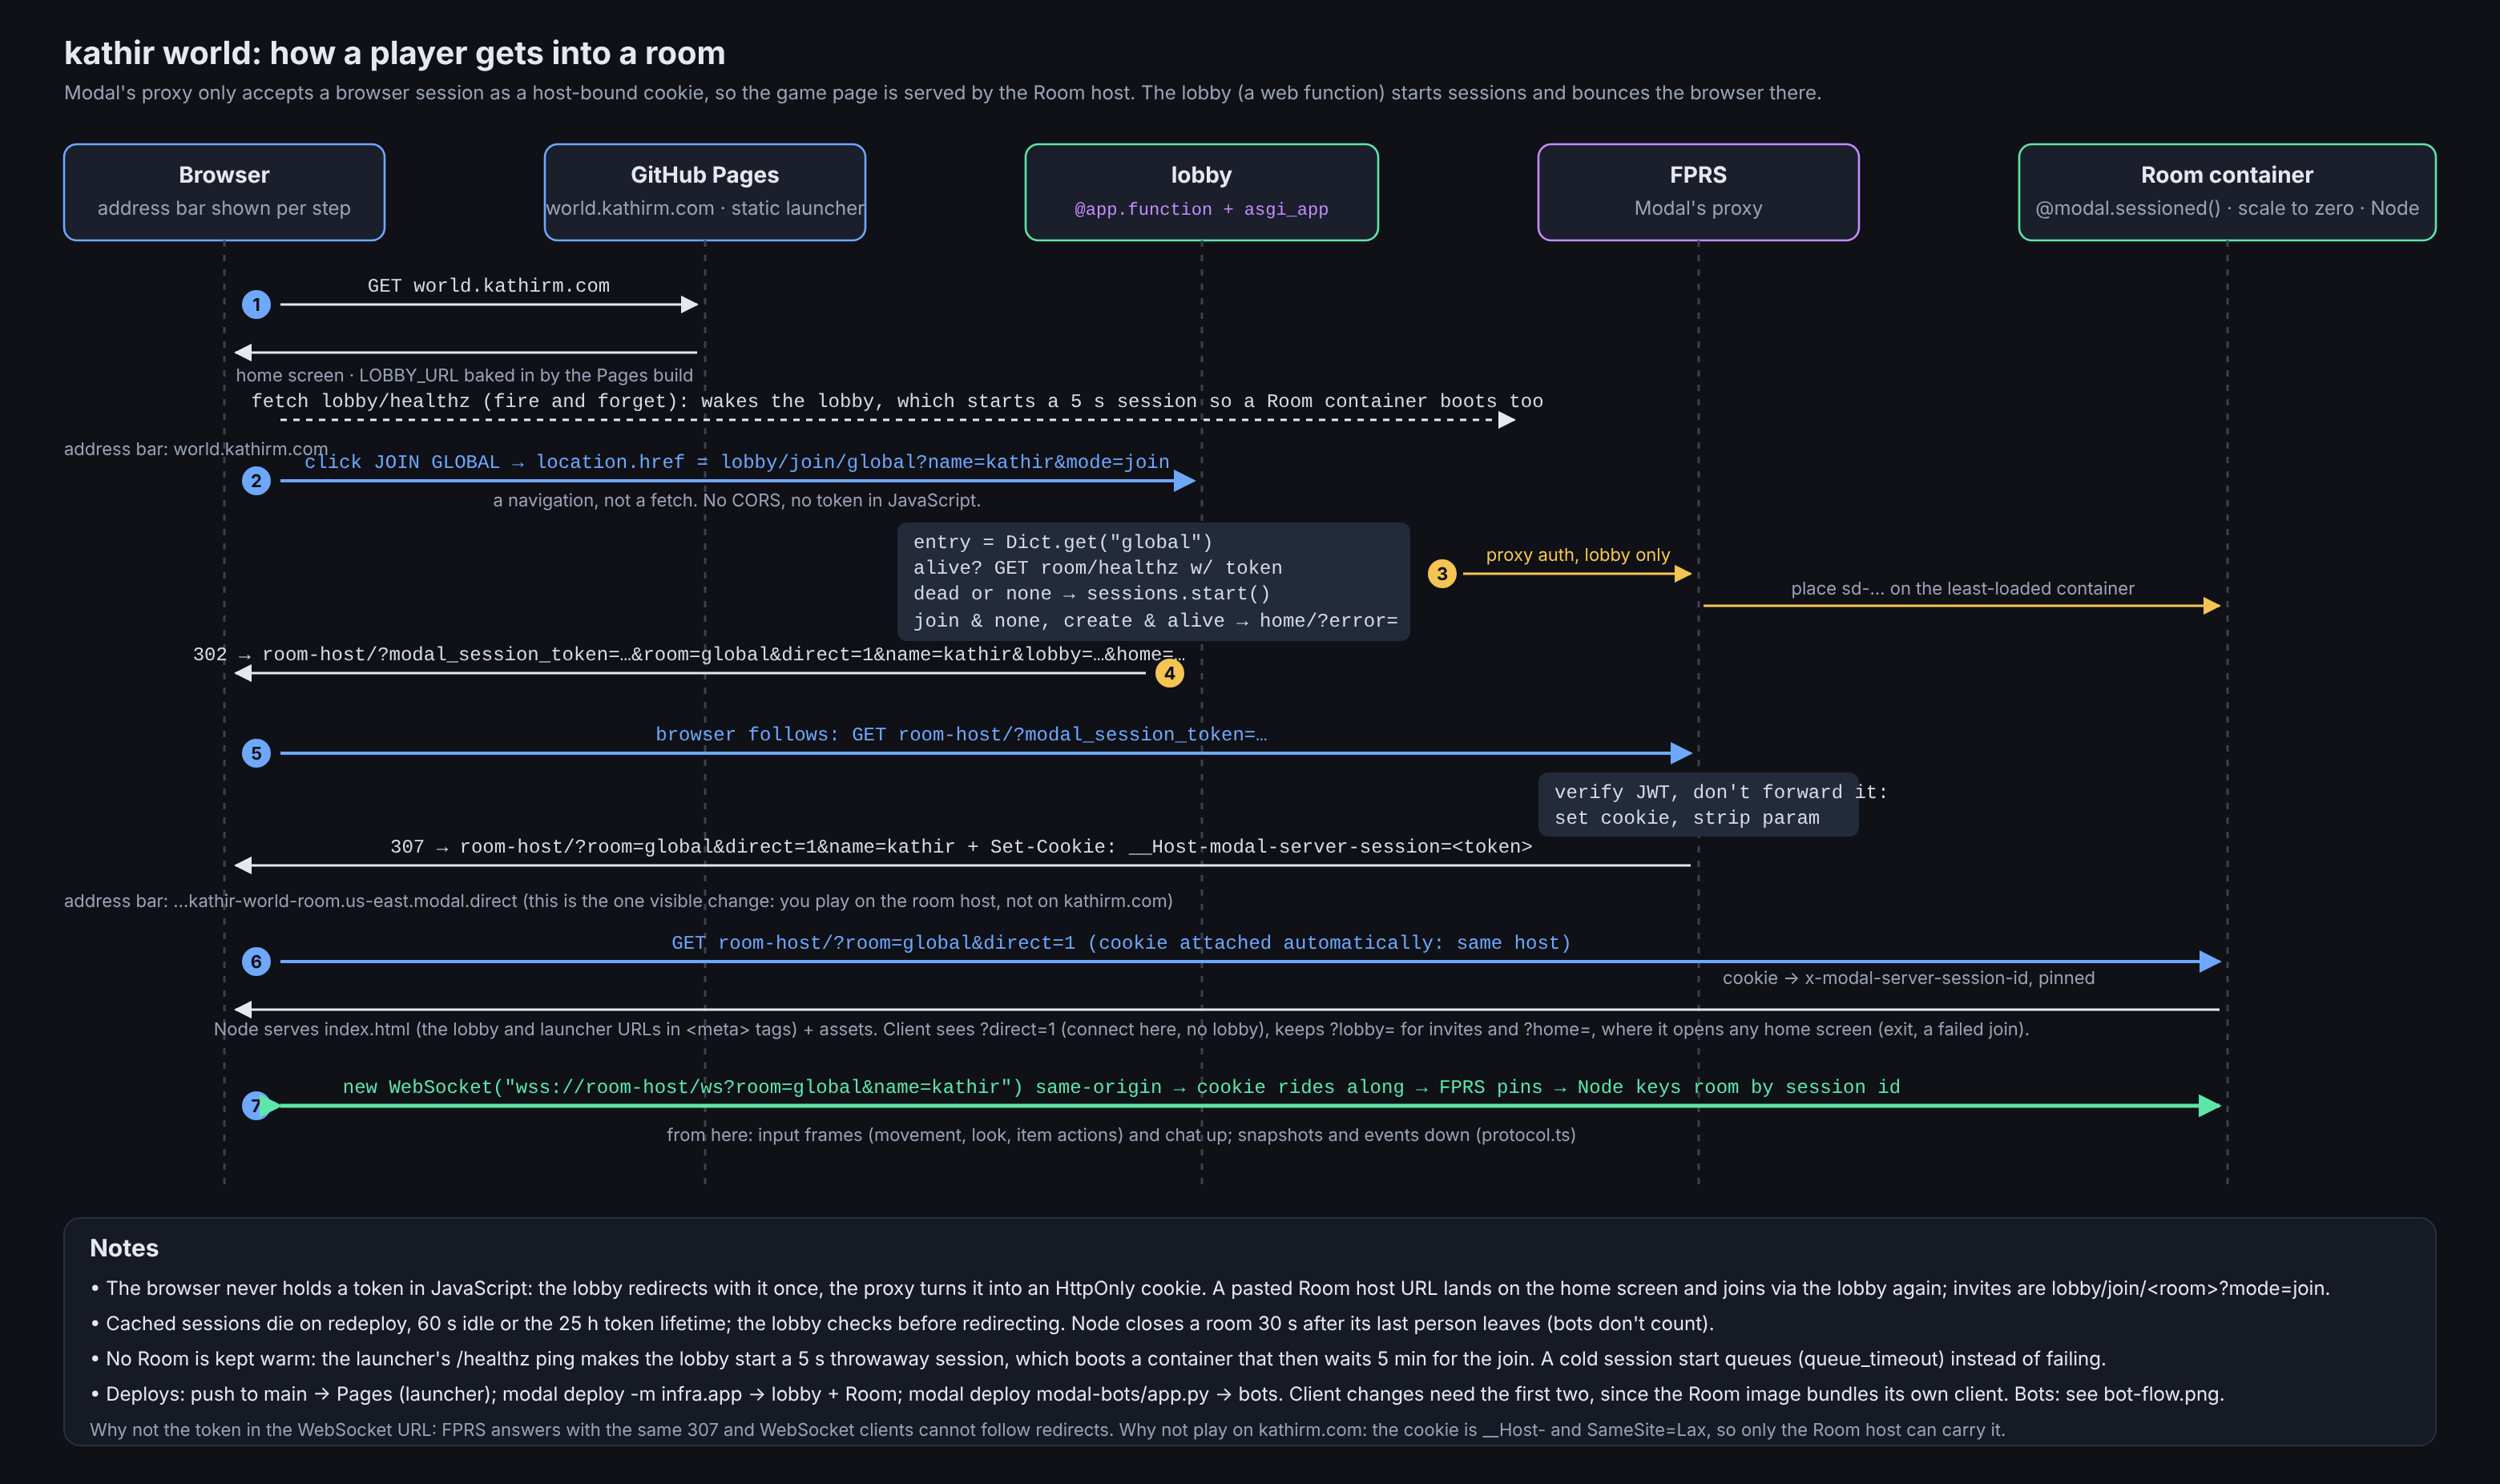 kathir world: how a player gets into a room
Modal's proxy only accepts a browser session as a host-bound cookie, so the game page is served by the Room host. The lobby (a web function) starts sessions and bounces the browser there.
Browser
address bar shown per step
GitHub Pages
world.kathirm.com · static launcher
lobby
@app.function + asgi_app
FPRS
Modal's proxy
Room container
@modal.sessioned() · scale to zero · Node
1
GET world.kathirm.com
home screen · LOBBY_URL baked in by the Pages build
fetch lobby/healthz (fire and forget): wakes the lobby, which starts a 5 s session so a Room container boots too
address bar: world.kathirm.com
2
click JOIN GLOBAL → location.href = lobby/join/global?name=kathir&mode=join
a navigation, not a fetch. No CORS, no token in JavaScript.
entry = Dict.get("global")
alive? GET room/healthz w/ token
dead or none → sessions.start()
join & none, create & alive → home/?error=
3
proxy auth, lobby only
place sd-... on the least-loaded container
302 → room-host/?modal_session_token=…&room=global&direct=1&name=kathir&lobby=…&home=…
4
5
browser follows: GET room-host/?modal_session_token=…
verify JWT, don't forward it:
set cookie, strip param
307 → room-host/?room=global&direct=1&name=kathir + Set-Cookie: __Host-modal-server-session=<token>
address bar: ...kathir-world-room.us-east.modal.direct (this is the one visible change: you play on the room host, not on kathirm.com)
6
GET room-host/?room=global&direct=1 (cookie attached automatically: same host)
cookie → x-modal-server-session-id, pinned
Node serves index.html (the lobby and launcher URLs in <meta> tags) + assets. Client sees ?direct=1 (connect here, no lobby), keeps ?lobby= for invites and ?home=, where it opens any home screen (exit, a failed join).
7
new WebSocket("wss://room-host/ws?room=global&name=kathir") same-origin → cookie rides along → FPRS pins → Node keys room by session id
from here: input frames (movement, look, item actions) and chat up; snapshots and events down (protocol.ts)
Notes
• The browser never holds a token in JavaScript: the lobby redirects with it once, the proxy turns it into an HttpOnly cookie. A pasted Room host URL lands on the home screen and joins via the lobby again; invites are lobby/join/<room>?mode=join.
• Cached sessions die on redeploy, 60 s idle or the 25 h token lifetime; the lobby checks before redirecting. Node closes a room 30 s after its last person leaves (bots don't count).
• No Room is kept warm: the launcher's /healthz ping makes the lobby start a 5 s throwaway session, which boots a container that then waits 5 min for the join. A cold session start queues (queue_timeout) instead of failing.
• Deploys: push to main → Pages (launcher); modal deploy -m infra.app → lobby + Room; modal deploy modal-bots/app.py → bots. Client changes need the first two, since the Room image bundles its own client. Bots: see bot-flow.png.
Why not the token in the WebSocket URL: FPRS answers with the same 307 and WebSocket clients cannot follow redirects. Why not play on kathirm.com: the cookie is __Host- and SameSite=Lax, so only the Room host can carry it.